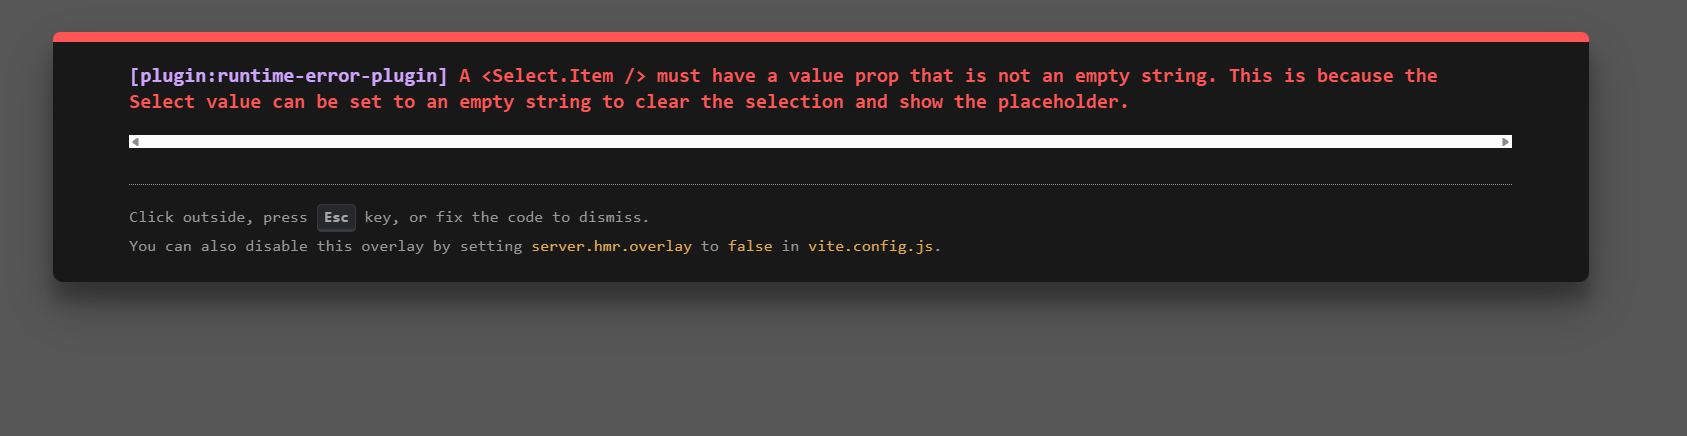 [plugin:runtime-error-plugin] A <Select.Item /> must have a value prop that is not an empty string. This is because the
Select value can be set to an empty string to clear the selection and show the placeholder.
Click outside, press Esc key, or fix the code to dismiss.
You can also disable this overlay by setting server.hmr.overlay to false in vite.config.js.